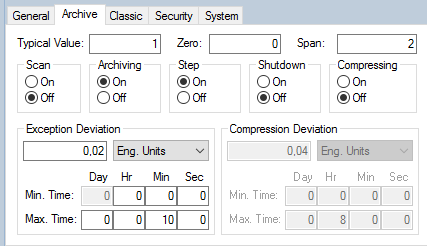 General Archive Classic Security System
Typical Value: 1 Zero: 0 Span: 2
Scan Archiving Step Shutdown Compressing
On On On On On
Off Off Off Off Off
Exception Deviation Compression Deviation
0,02 Eng. Units 0,04 Eng. Units
Day Hr Min Sec Day Hr Min Sec
Min. Time: 0 0 0 0 Min. Time: 0 0 0 0
Max. Time: 0 0 10 0 Max. Time: 0 8 0 0